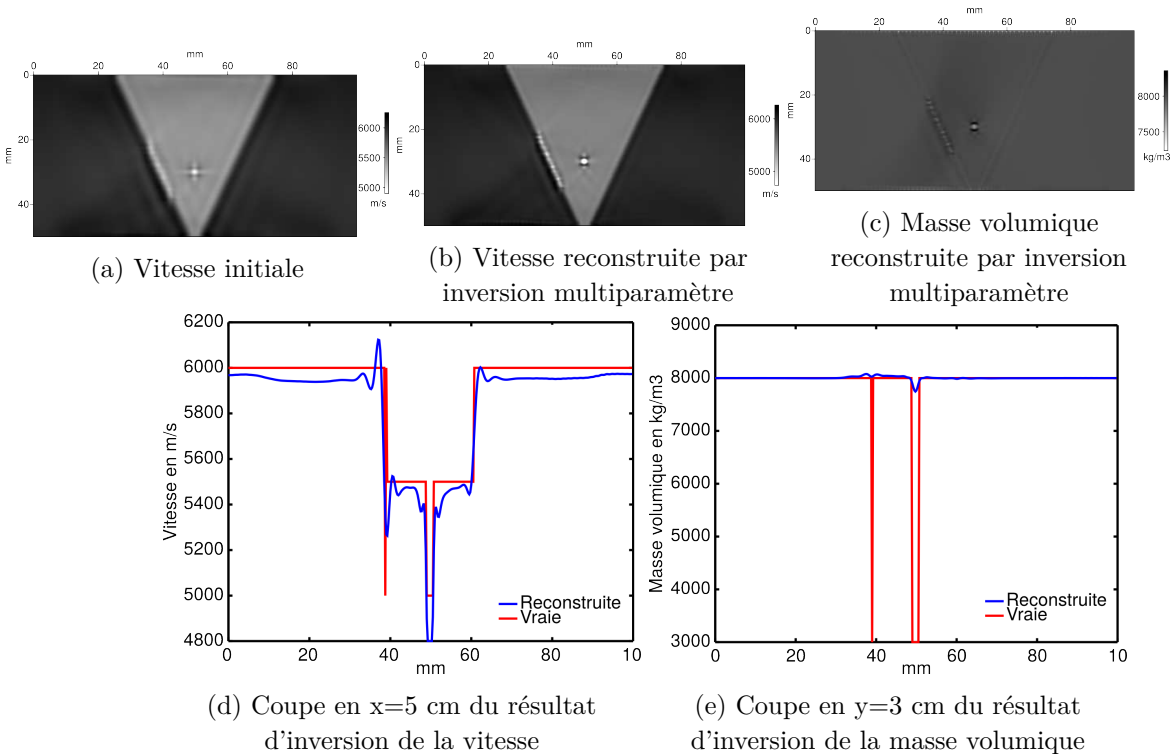 mm
0 20 40 60 80
0
20
40
mm
6000
5500
5000
m/s
(a) Vitesse initiale
mm
0 20 40 60 80
0
20
40
mm
6000
5000
m/s
(b) Vitesse reconstruite par
inversion multiparamètre
mm
0 20 40 60 80
0
20
40
mm
8000
7500
kg/m3
(c) Masse volumique
reconstruite par inversion
multiparamètre
6200
6000
5800
5600
5400
5200
5000
4800
Vitesse en m/s
0 20 40 60 80 10
mm
Reconstruite
Vraie
(d) Coupe en x=5 cm du résultat
d'inversion de la vitesse
9000
8000
7000
6000
5000
4000
3000
Masse volumique en kg/m3
0 20 40 60 80 10
mm
Reconstruite
Vraie
(e) Coupe en y=3 cm du résultat
d'inversion de la masse volumique